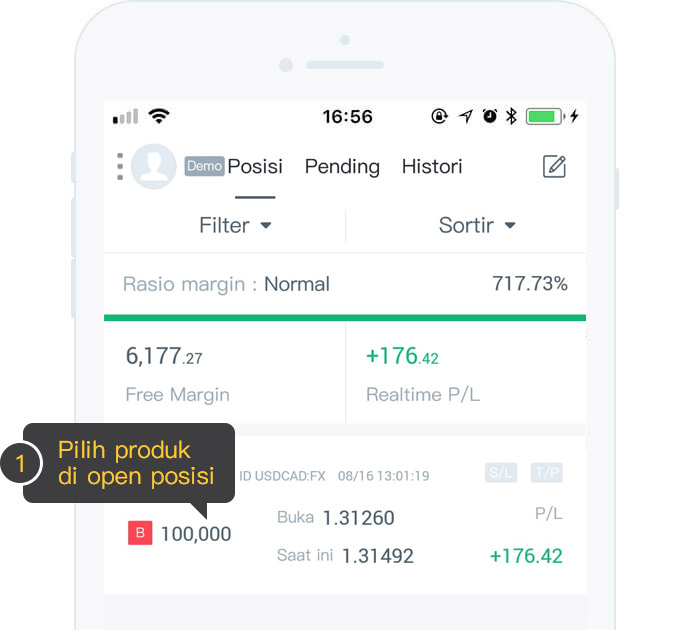 16:56
Demo Posisi Pending Histori
Filter Sortir
Rasio margin : Normal 717.73%
6,177.27 +176.42
Free Margin Realtime P/L
1 Pilih produk
di open posisi
ID USDCAD:FX 08/16 13:01:19 S/L T/P
Buka 1.31260 P/L
B 100,000
Saat ini 1.31492 +176.42